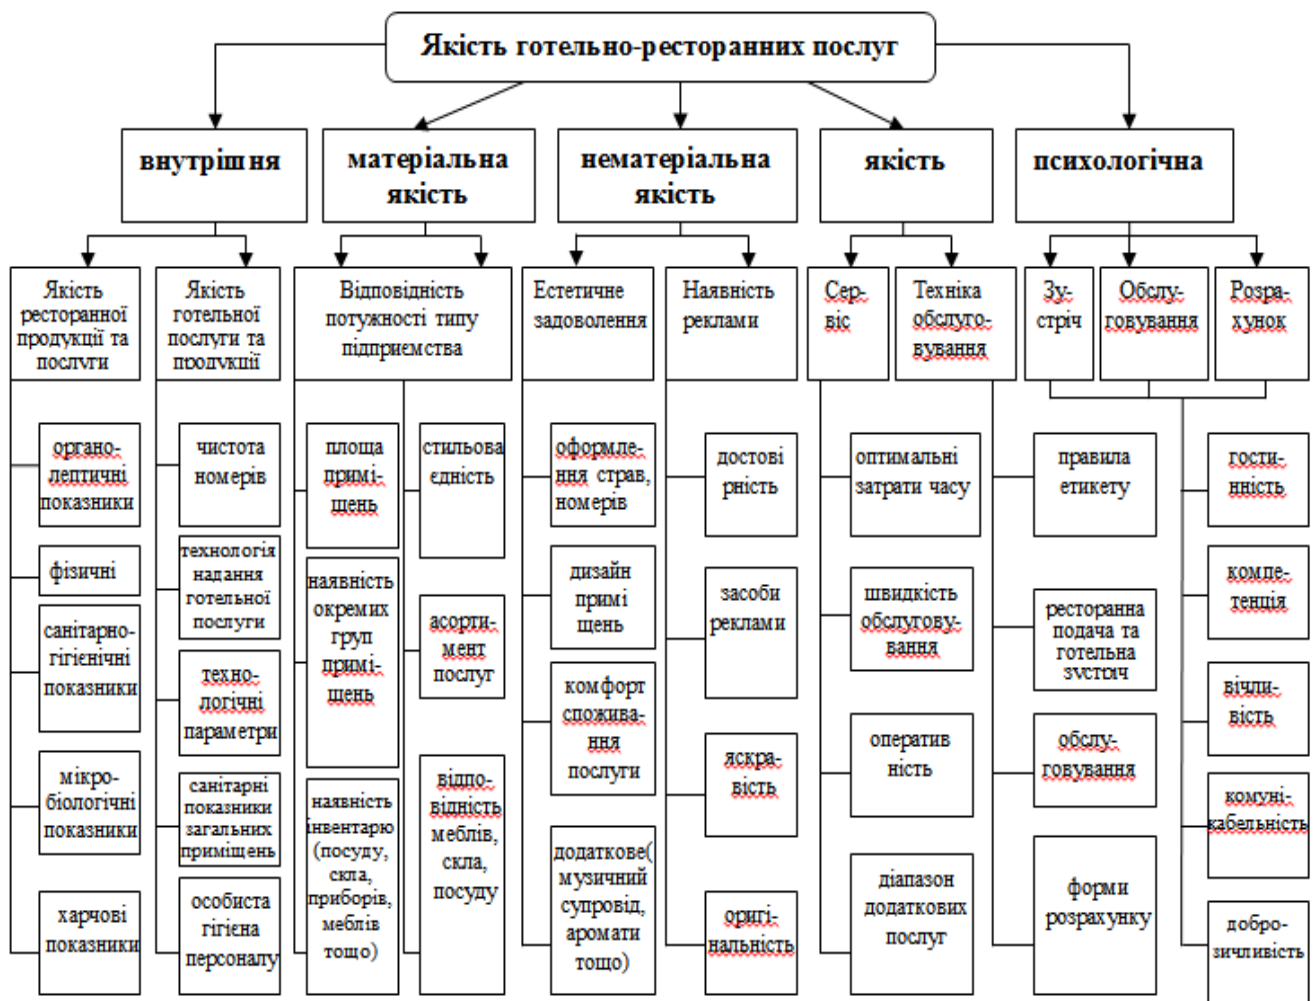 Якість готельно-ресторанних послуг
внутрішня
матеріальна
якість
нематеріальна
якість
якість
психологічна
Якість
ресторанної
продукції та
послуги
Якість
готельної
послуги та
продукції
Відповідність
потужності типу
підприємства
Естетичне
задоволення
Наявність
реклами
Сер-
віс
Техніка
обслуго-
вування
Зу-
стріч
Обслу-
говування
Розра-
хунок
органо-
лептичні
показники
фізичні
санітарно-
гігієнічні
показники
мікро-
біологічні
показники
харчові
показники
чистота
номерів
технологія
надання
готельної
послуги
техно-
логічні
параметри
санітарні
показники
загальних
приміщень
особиста
гігієна
персоналу
площа
примі-
щень
наявність
окремих
груп
примі-
щень
наявність
інвентарю
(посуду,
скла,
приборів,
меблів
тощо)
стильова
єдність
асорти-
мент
послуг
відпо-
відність
меблів,
скла,
посуду
оформле-
ння страв,
номерів
дизайн
примі
щень
комфорт
спожива-
ння
послуги
додаткове(
музичний
супровід,
аромати
тощо)
достові
рність
засоби
реклами
яскра-
вість
оригі-
нальність
оптимальні
затрати часу
швидкість
обслугову-
вання
оператив
ність
діапазон
додаткових
послуг
правила
етикету
ресторанна
подача та
готельна
зустріч
обслу-
говування
форми
розрахунку
гости-
нність
компе-
тенція
вічли-
вість
комуні-
кабельність
добро-
зичливість